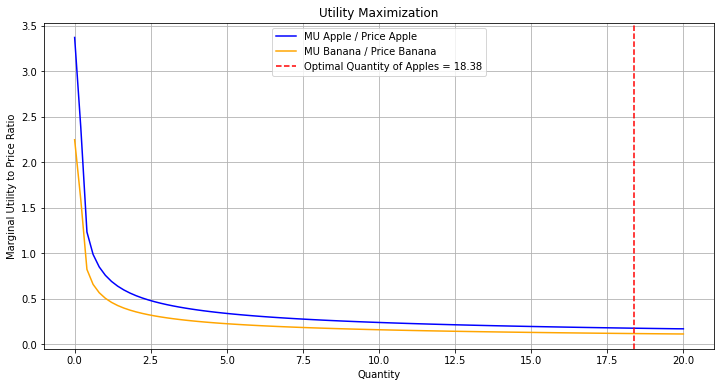 Utility Maximization
MU Apple / Price Apple
MU Banana / Price Banana
Optimal Quantity of Apples = 18.38
Marginal Utility to Price Ratio
3.5
3.0
2.5
2.0
1.5
1.0
0.5
0.0
0.0 2.5 5.0 7.5 10.0 12.5 15.0 17.5 20.0
Quantity